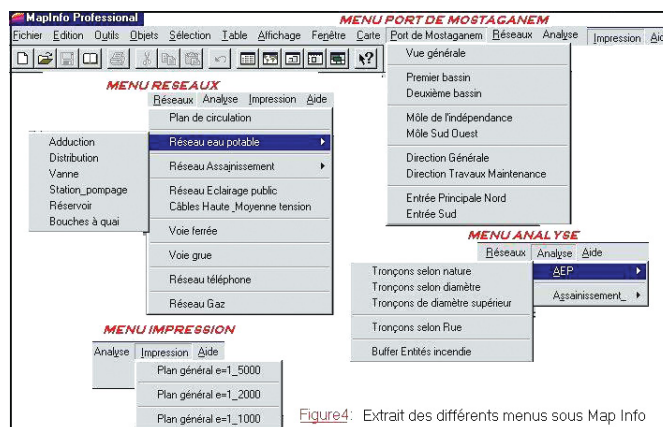 MapInfo Professional
MENU PORT DE MOSTAGANEM
Fichier Edition Outils Objets Sélection Table Affichage Fenêtre Carte Port de Mostaganem Réseaux Analyse Impression Aide
Vue générale
Premier bassin
Deuxième bassin
Môle de l'indépendance
Môle Sud Ouest
Direction Générale
Direction Travaux Maintenance
Entrée Principale Nord
Entrée Sud
MENU RESEAUX
Réseaux Analyse Impression Aide
Plan de circulation
Réseau eau potable
Réseau Assainissement
Réseau Eclairage public
Câbles Haute_Moyenne tension
Voie ferrée
Voie grue
Réseau téléphone
Réseau Gaz
Adduction
Distribution
Vanne
Station_pompage
Réservoir
Bouches à quai
MENU ANALYSE
Réseaux Analyse Aide
AEP
Assainissement_
Tronçons selon nature
Tronçons selon diamètre
Tronçons de diamètre supérieur
Tronçons selon Rue
Buffer Entités incendie
MENU IMPRESSION
Analyse Impression Aide
Plan général e=1_5000
Plan général e=1_2000
Plan général e=1_1000
Figure4: Extrait des différents menus sous Map Info